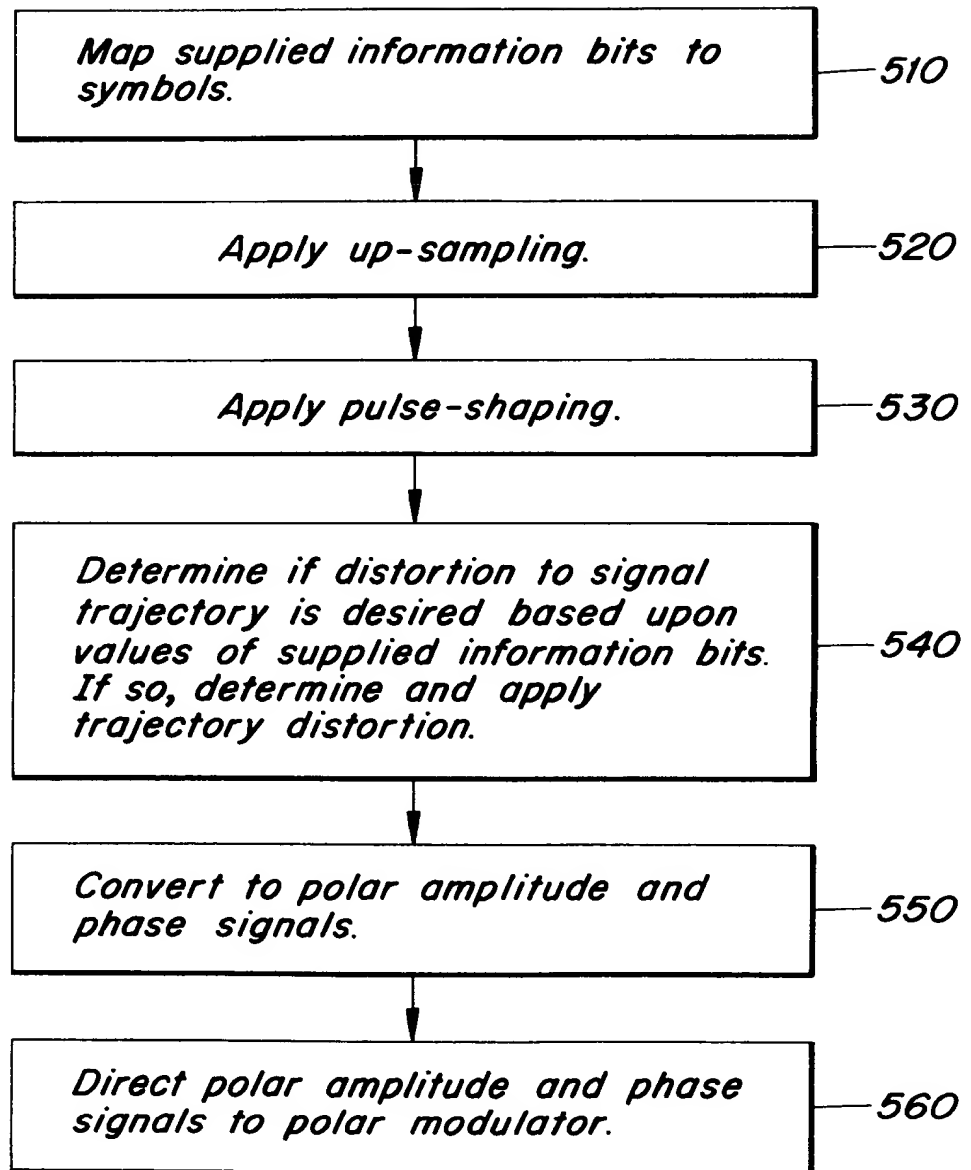 Map supplied information bits to
symbols.
510
Apply up-sampling.
520
Apply pulse-shaping.
530
Determine if distortion to signal
trajectory is desired based upon
values of supplied information bits.
If so, determine and apply
trajectory distortion.
540
Convert to polar amplitude and
phase signals.
550
Direct polar amplitude and phase
signals to polar modulator.
560